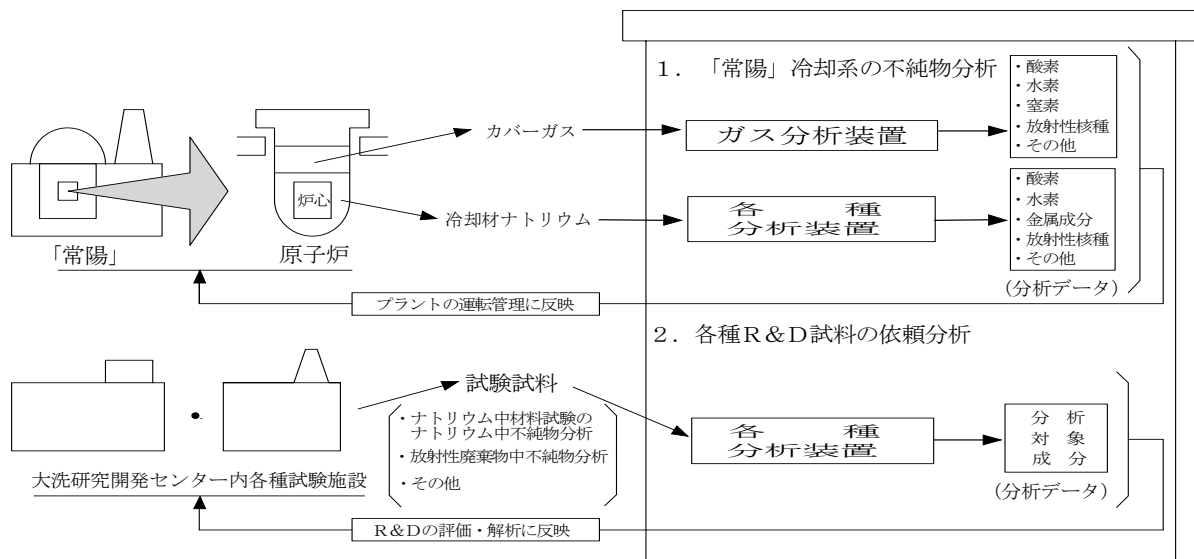 1．「常陽」冷却系の不純物分析
・酸素
・水素
・窒素
・放射性核種
・その他
カバーガス
ガス分析装置
炉心
冷却材ナトリウム
各　種
分析装置
・酸素
・水素
・金属成分
・放射性核種
・その他
「常陽」
原子炉
(分析データ)
プラントの運転管理に反映
2．各種R＆D試料の依頼分析
試験試料
・ナトリウム中材料試験の
ナトリウム中不純物分析
・放射性廃棄物中不純物分析
・その他
各　種
分析装置
分 析
対 象
成 分
(分析データ)
大洗研究開発センター内各種試験施設
R＆Dの評価・解析に反映